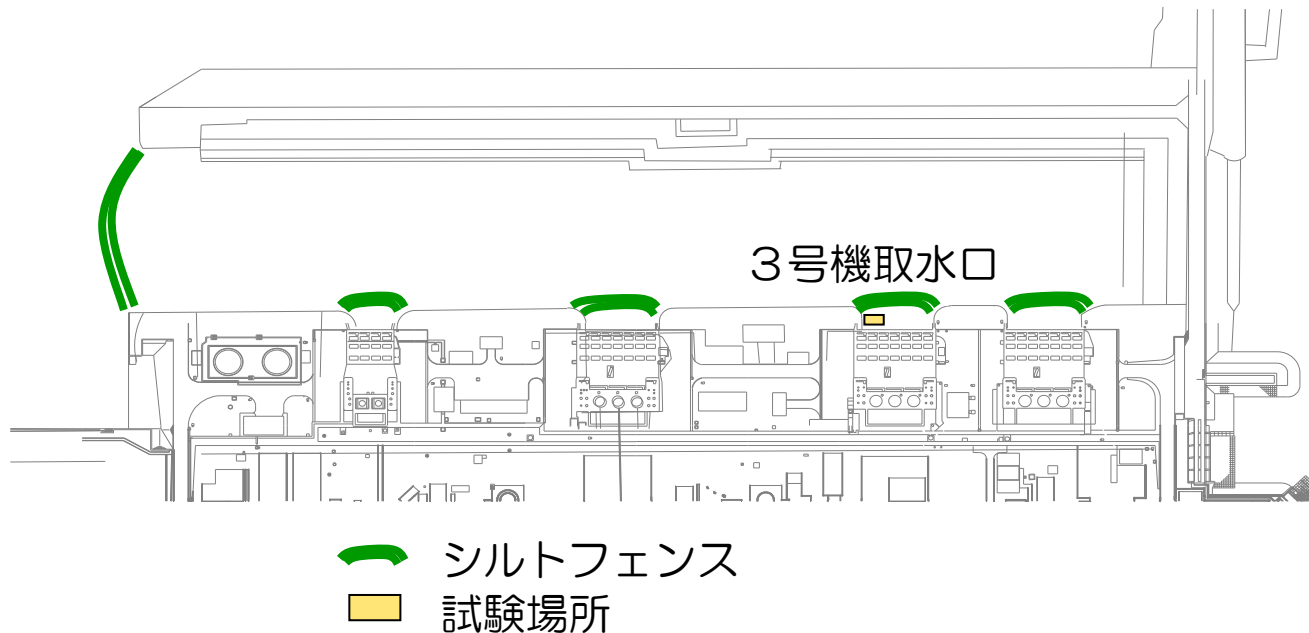 ３号機取水口
シルトフェンス
試験場所